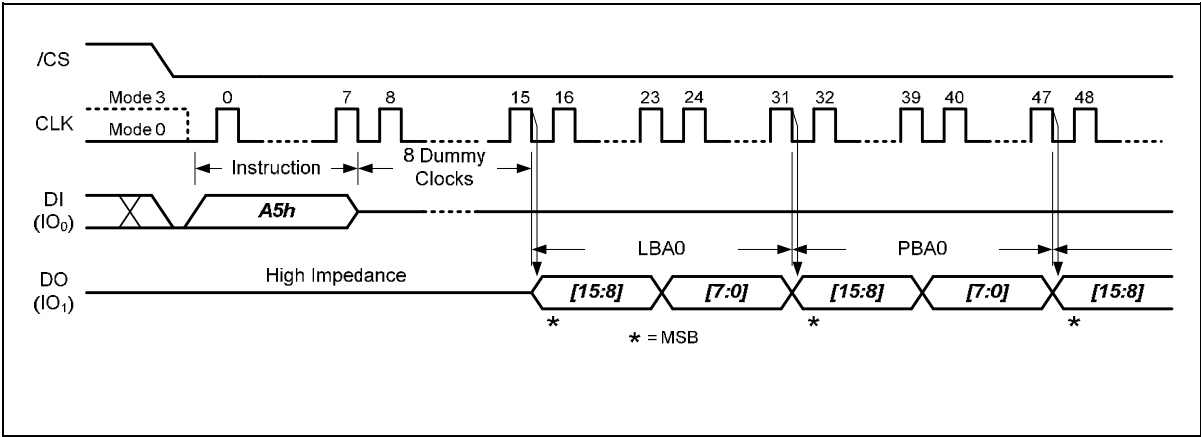 /CS
Mode 3 0 7 8 15 16 23 24 31 32 39 40 47 48
CLK
Mode 0
Instruction
8 Dummy
Clocks
DI
(IO0)
A5h
LBA0 PBA0
DO
(IO1)
High Impedance
[15:8] [7:0] [15:8] [7:0] [15:8]
* * *
* = MSB